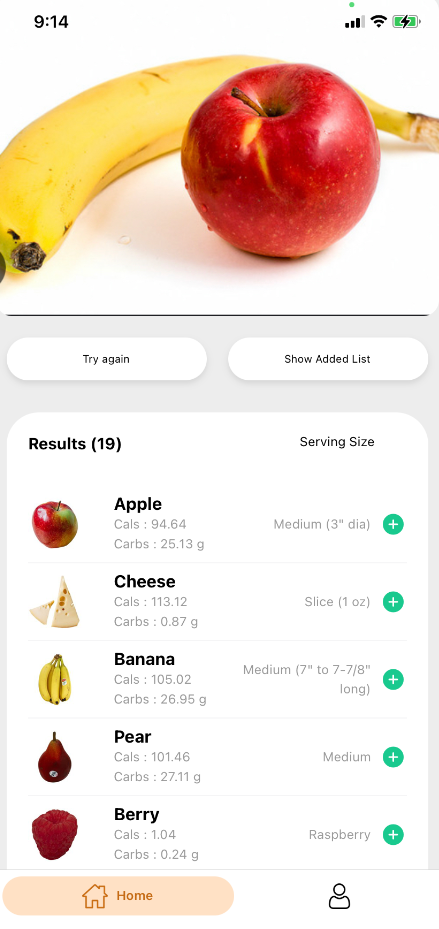 9:14
Try again
Show Added List
Results (19)
Serving Size
Apple
Cals : 94.64
Medium (3" dia)
Carbs : 25.13 g
Cheese
Cals : 113.12
Slice (1 oz)
Carbs : 0.87 g
Banana
Cals : 105.02
Medium (7" to 7-7/8"
long)
Carbs : 26.95 g
Pear
Cals : 101.46
Medium
Carbs : 27.11 g
Berry
Cals : 1.04
Raspberry
Carbs : 0.24 g
Home